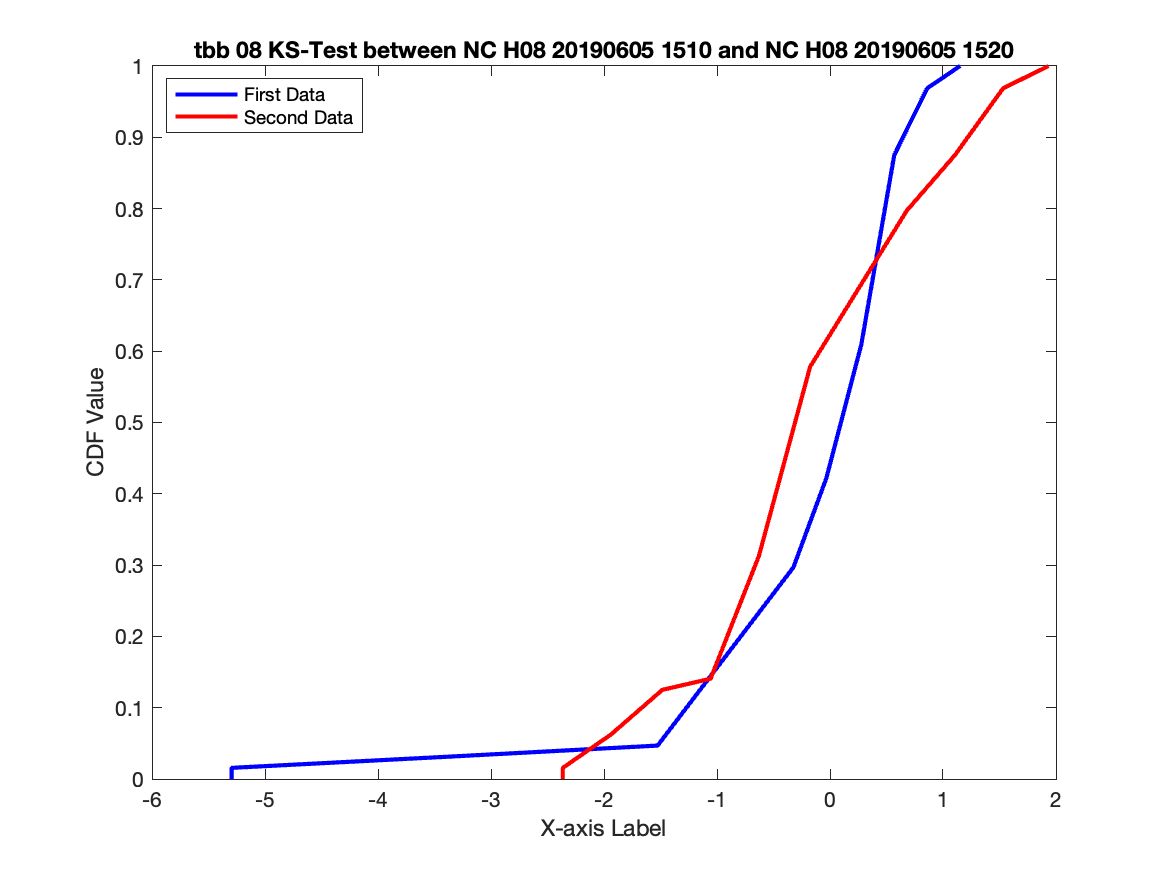 tbb 08 KS-Test between NC H08 20190605 1510 and NC H08 20190605 1520
First Data
Second Data
1
0.9
0.8
0.7
0.6
0.5
0.4
0.3
0.2
0.1
0
CDF Value
-6 -5 -4 -3 -2 -1 0 1 2
X-axis Label